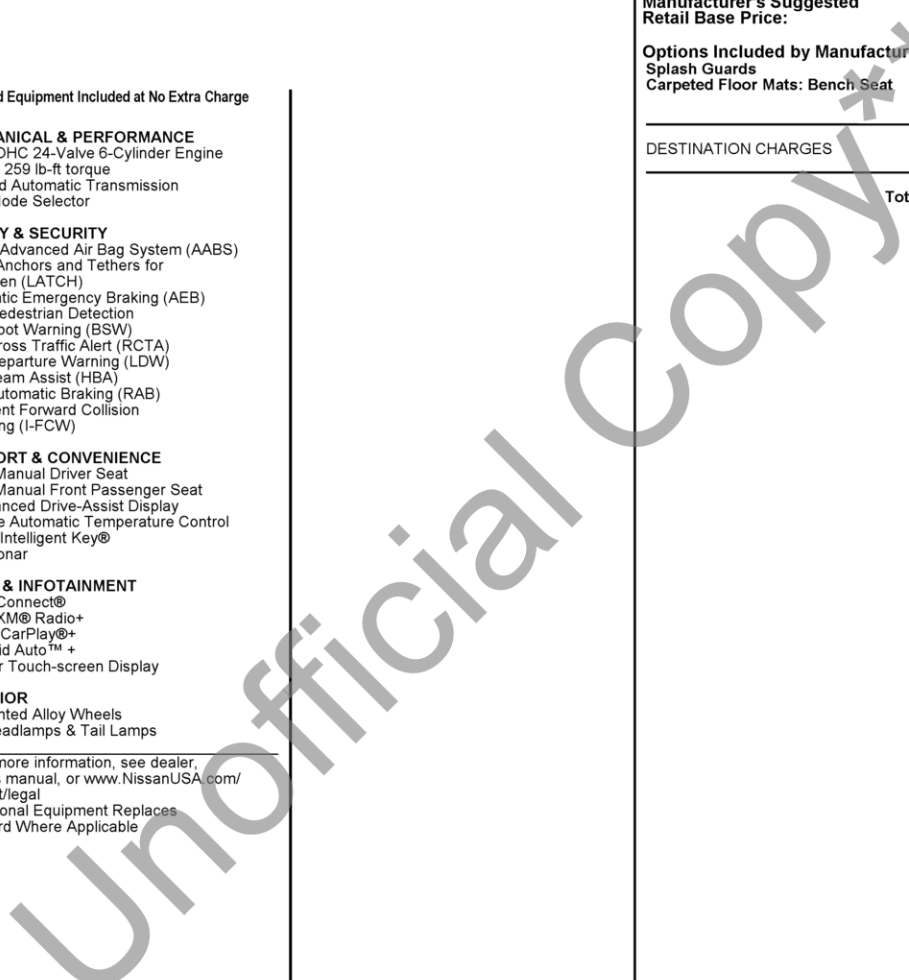 d Equipment Included at No Extra Charge
ANICAL & PERFORMANCE
OHC 24-Valve 6-Cylinder Engine
259 lb-ft torque
d Automatic Transmission
ode Selector
Y & SECURITY
Advanced Air Bag System (AABS)
Anchors and Tethers for
en (LATCH)
tic Emergency Braking (AEB)
edestrian Detection
pot Warning (BSW)
ross Traffic Alert (RCTA)
eparture Warning (LDW)
eam Assist (HBA)
utomatic Braking (RAB)
ent Forward Collision
ng (I-FCW)
ORT & CONVENIENCE
Manual Driver Seat
Manual Front Passenger Seat
anced Drive-Assist Display
e Automatic Temperature Control
Intelligent Key®
onar
& INFOTAINMENT
Connect®
XM® Radio+
CarPlay®+
id Auto™ +
r Touch-screen Display
IOR
nted Alloy Wheels
eadlamps & Tail Lamps
more information, see dealer,
s manual, or www.NissanUSA.com/
t/legal
onal Equipment Replaces
rd Where Applicable
Manufacturer's Suggested
Retail Base Price:
Options Included by Manufactur
Splash Guards
Carpeted Floor Mats: Bench Seat
DESTINATION CHARGES
Tot
Unofficial Copy**